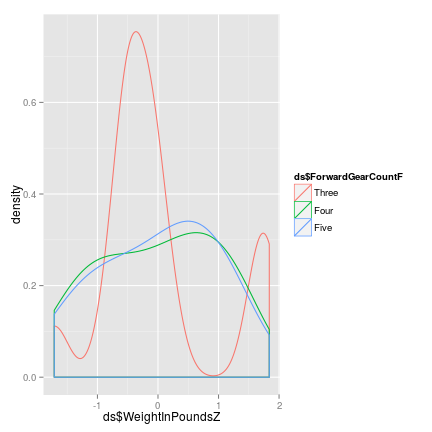 0.6
0.4
0.2
0.0
density
-1
0
1
2
ds$WeightInPoundsZ
ds$ForwardGearCountF
Three
Four
Five